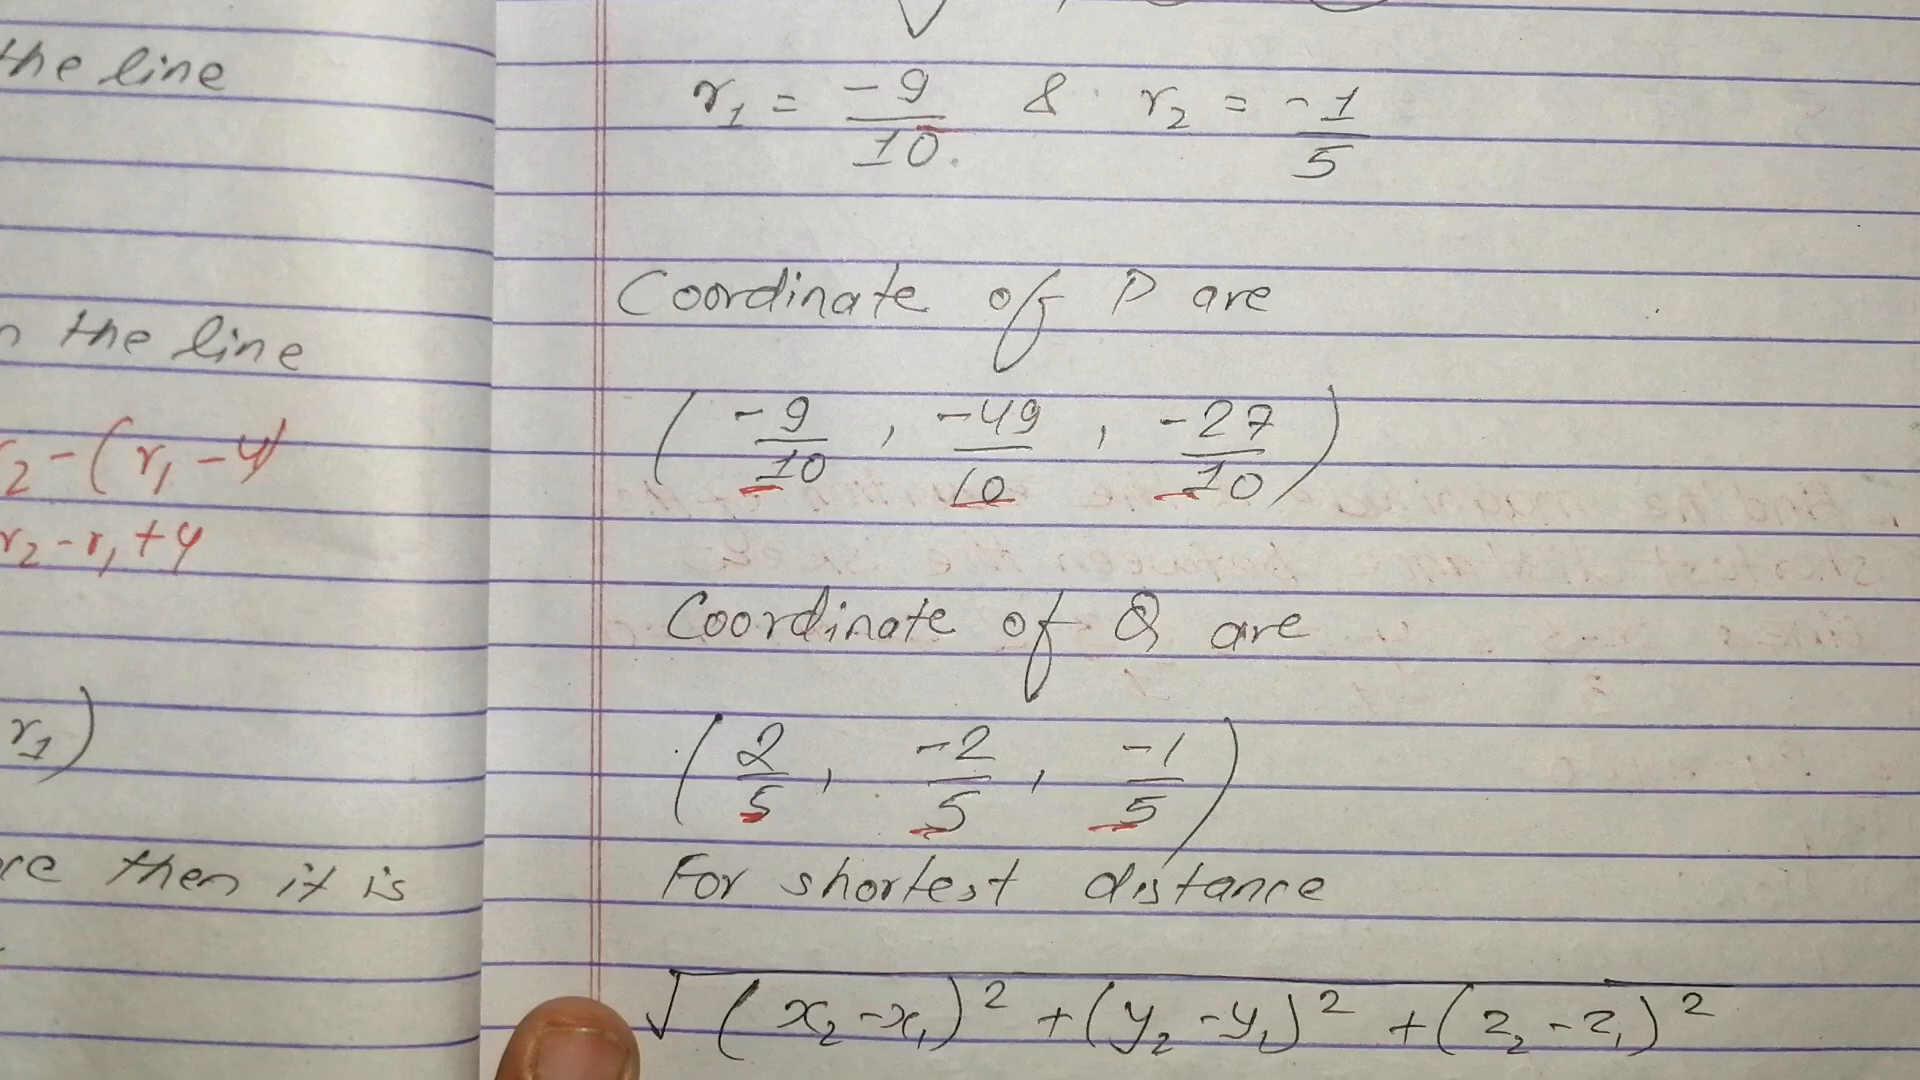 the line
the line
2 - (r₁ - 4)
r₂ - r₁ + 4
r₁)
then it is
r₁ = -9/10 & r₂ = -1/5
Coordinate of P are
(-9/10, -49/10, -27/10)
Coordinate of Q are
(2/5, -2/5, -1/5)
For shortest distance
√(x₂-x₁)² + (y₂-y₁)² + (z₂-z₁)²